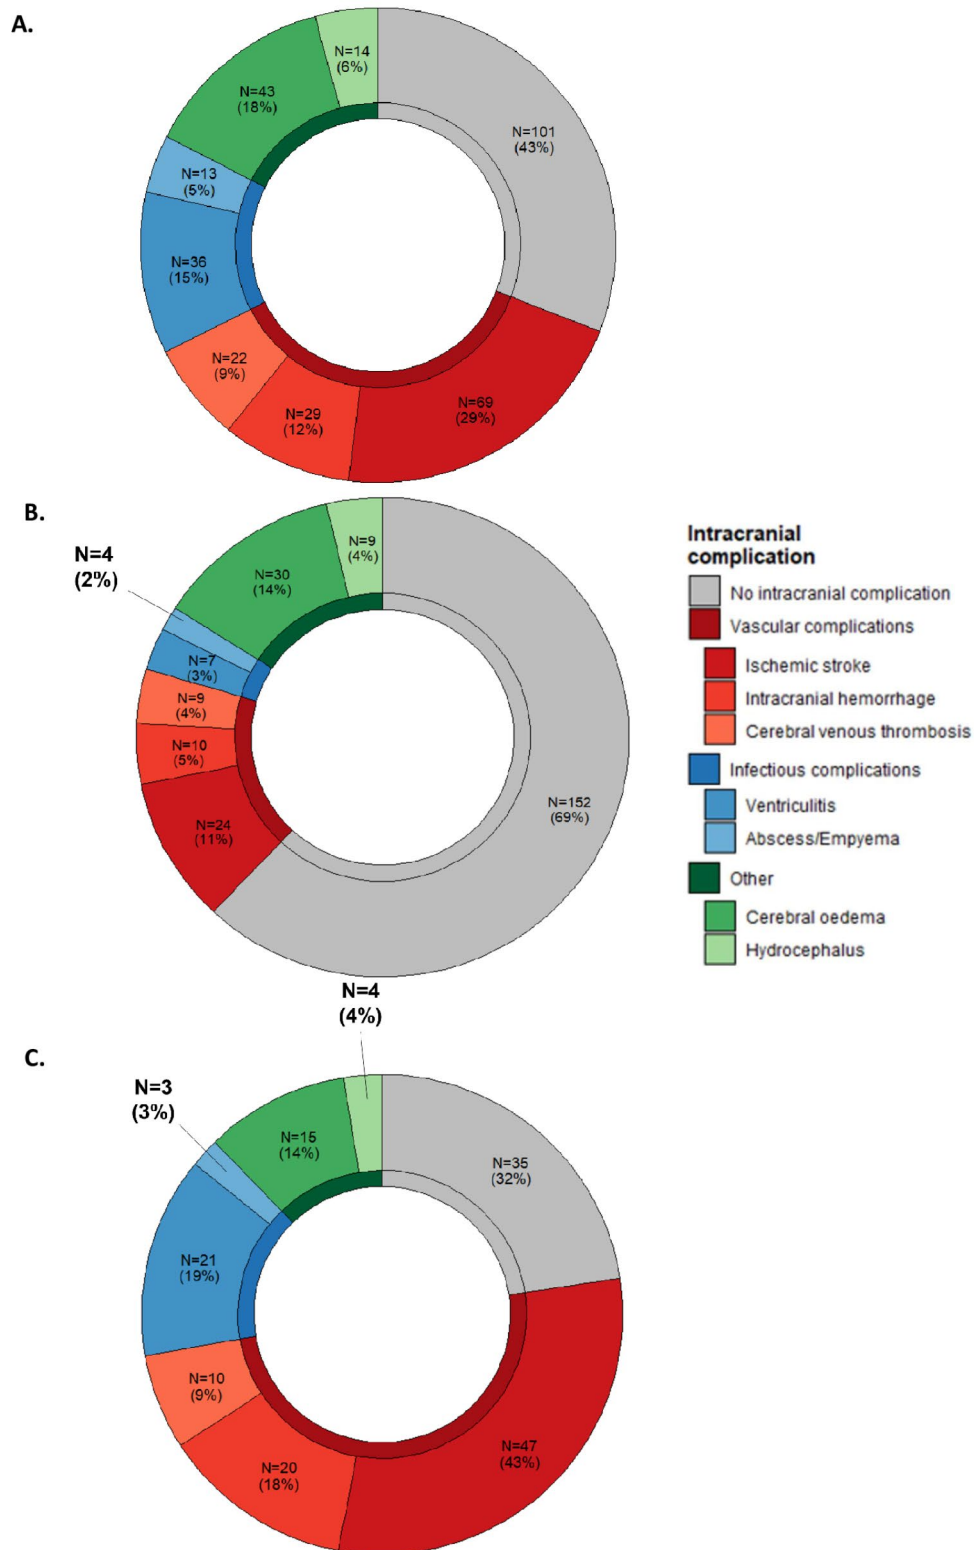 A.
N=14
(6%)
N=43
(18%)
N=101
(43%)
N=13
(5%)
N=36
(15%)
N=22
(9%)
N=29
(12%)
N=69
(29%)
B.
N=4
(2%)
N=9
(4%)
N=30
(14%)
N=7
(3%)
N=9
(4%)
N=10
(5%)
N=24
(11%)
N=152
(69%)
Intracranial
complication
No intracranial complication
Vascular complications
Ischemic stroke
Intracranial hemorrhage
Cerebral venous thrombosis
Infectious complications
Ventriculitis
Abscess/Empyema
Other
Cerebral oedema
Hydrocephalus
N=4
(4%)
C.
N=3
(3%)
N=15
(14%)
N=35
(32%)
N=21
(19%)
N=10
(9%)
N=20
(18%)
N=47
(43%)